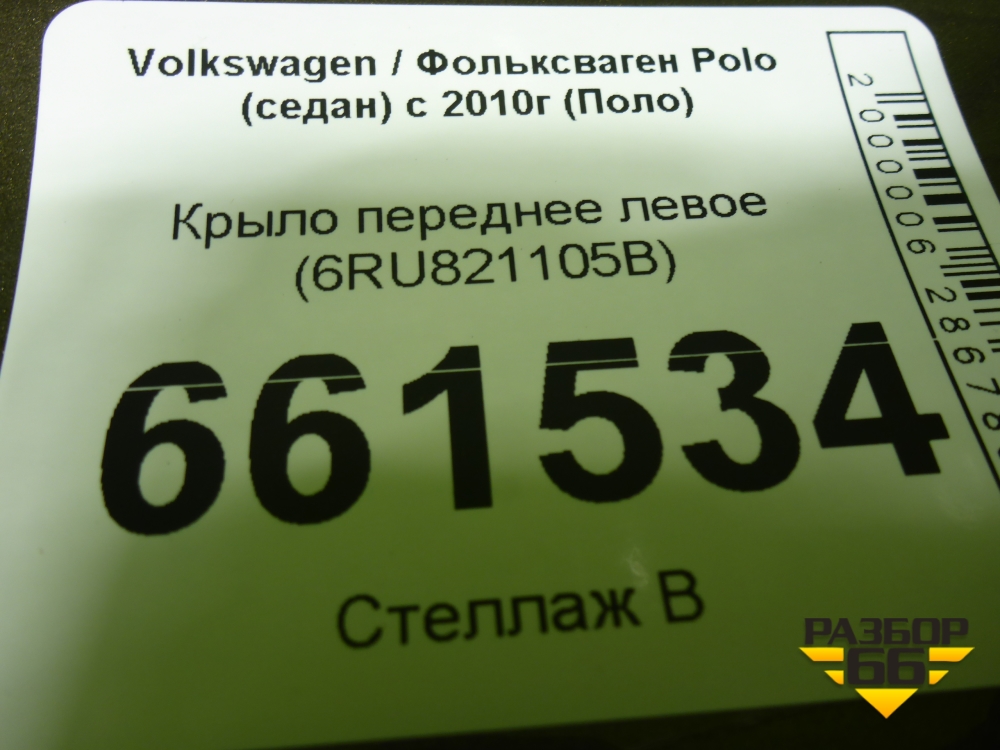 Volkswagen / Фольксваген Polo
(седан) с 2010г (Поло)
Крыло переднее левое
(6RU821105B)
661534
Стеллаж В
РАЗБОР
66